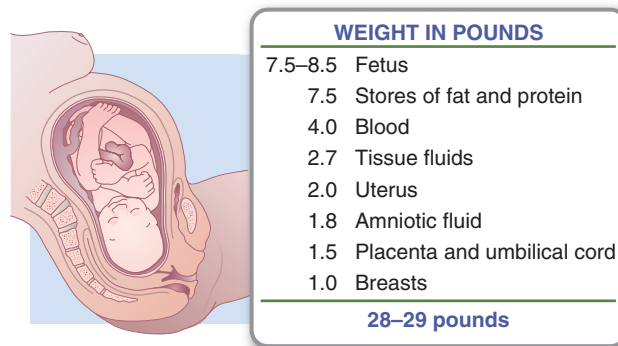 WEIGHT IN POUNDS
7.5–8.5 Fetus
7.5 Stores of fat and protein
4.0 Blood
2.7 Tissue fluids
2.0 Uterus
1.8 Amniotic fluid
1.5 Placenta and umbilical cord
1.0 Breasts
28–29 pounds